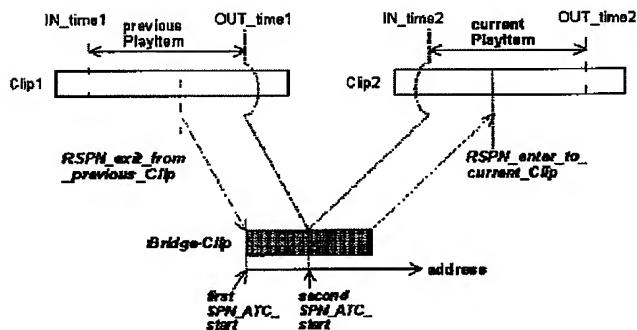 IN_time1
previous
PlayItem
OUT_time1
IN_time2
current
PlayItem
OUT_time2
Clip1
Clip2
RSPN_exit_from
_previous_Clip
RSPN_enter_to_
current_Clip
Bridge-Clip
address
first
SPN_ATC_
start
second
SPN_ATC_
start